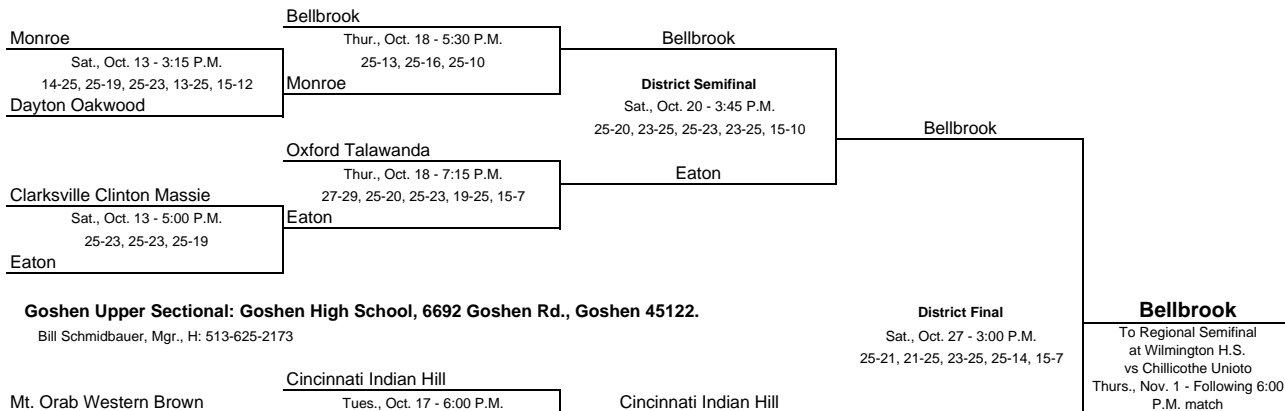 Bellbrook
Monroe
Thur., Oct. 18 - 5:30 P.M.
Bellbrook
Sat., Oct. 13 - 3:15 P.M.
25-13, 25-16, 25-10
14-25, 25-19, 25-23, 13-25, 15-12
Monroe
District Semifinal
Dayton Oakwood
Sat., Oct. 20 - 3:45 P.M.
25-20, 23-25, 25-23, 23-25, 15-10
Bellbrook
Oxford Talawanda
Thur., Oct. 18 - 7:15 P.M.
Eaton
Clarksville Clinton Massie
27-29, 25-20, 25-23, 19-25, 15-7
Sat., Oct. 13 - 5:00 P.M.
Eaton
25-23, 25-23, 25-19
Eaton
Goshen Upper Sectional: Goshen High School, 6692 Goshen Rd., Goshen 45122.
District Final
Bellbrook
Bill Schmidbauer, Mgr., H: 513-625-2173
Sat., Oct. 27 - 3:00 P.M.
To Regional Semifinal
at Wilmington H.S.
25-21, 21-25, 23-25, 25-14, 15-7
vs Chillicothe Unioto
Cincinnati Indian Hill
Thurs., Nov. 1 - Following 6:00
P.M. match
Mt. Orab Western Brown
Tues., Oct. 17 - 6:00 P.M.
Cincinnati Indian Hill